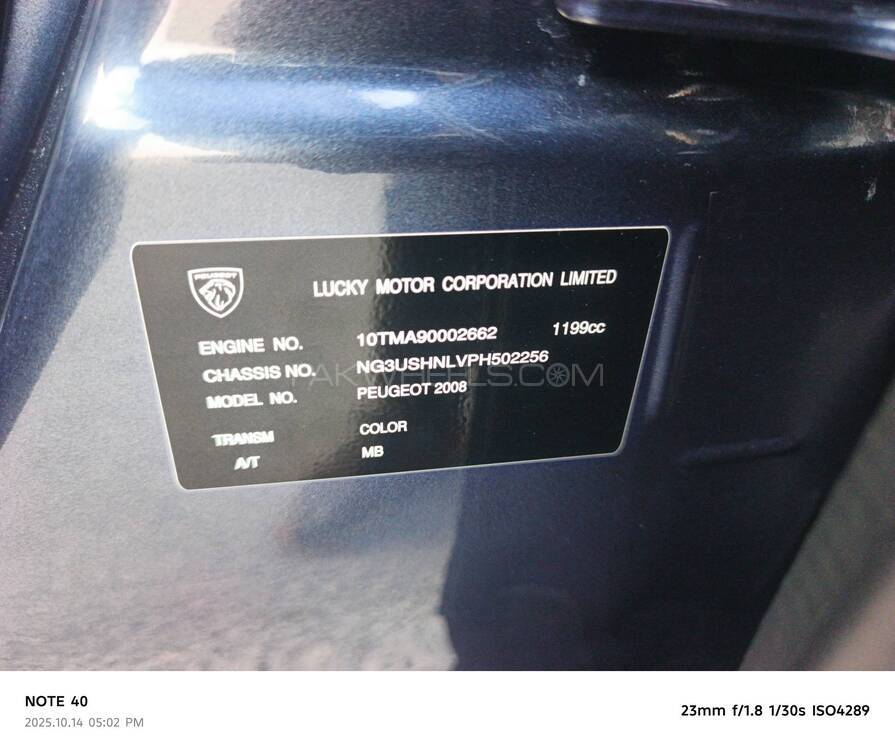 PEUGEOT
LUCKY MOTOR CORPORATION LIMITED
ENGINE NO. 10TMA90002662 1199cc
CHASSIS NO. NG3USHNLVPH502256
PAKWHEELS.COM
MODEL NO. PEUGEOT 2008
TRANSM COLOR
A/T MB
NOTE 40
2025.10.14 05:02 PM
23mm f/1.8 1/30s ISO4289